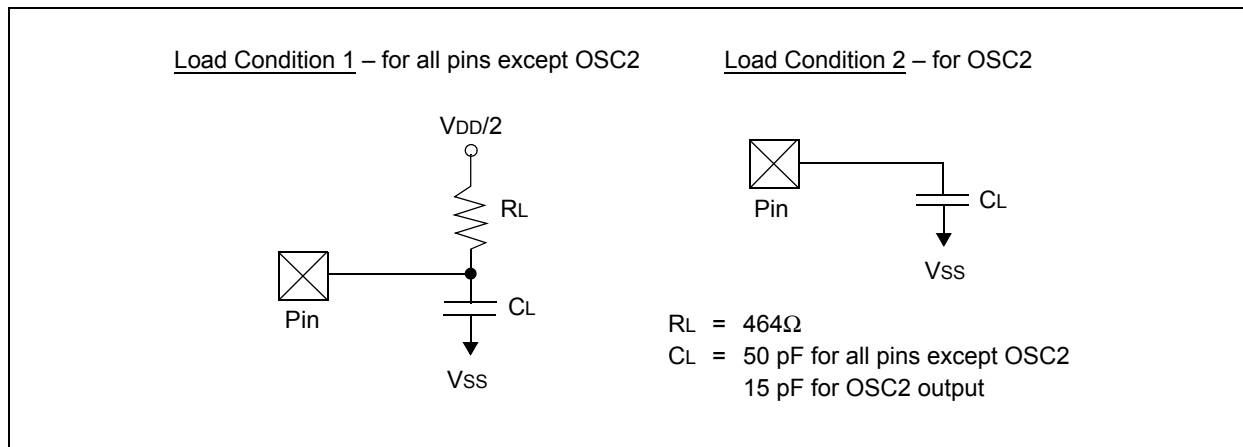 Load Condition 1 – for all pins except OSC2
VDD/2
RL
Pin
CL
VSS
Load Condition 2 – for OSC2
Pin
CL
VSS
RL = 464Ω
CL = 50 pF for all pins except OSC2
15 pF for OSC2 output